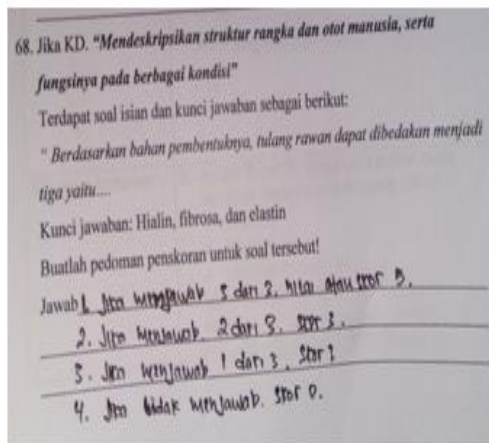 68. Jika KD. "Mendeskripsikan struktur rangka dan otot manusia, serta
fungsinya pada berbagai kondisi"
Terdapat soal isian dan kunci jawaban sebagai berikut:
" Berdasarkan bahan pembentuknya, tulang rawan dapat dibedakan menjadi
tiga yaitu....
Kunci jawaban: Hialin, fibrosa, dan elastin
Buatlah pedoman penskoran untuk soal tersebut!
Jawab 1. Jika menjawab 3 dari 3. nilai atau skor 5.
2. Jika menjawab 2 dari 3. skor 3.
3. Jika menjawab 1 dari 3. skor 1
4. Jika tidak menjawab. skor 0.